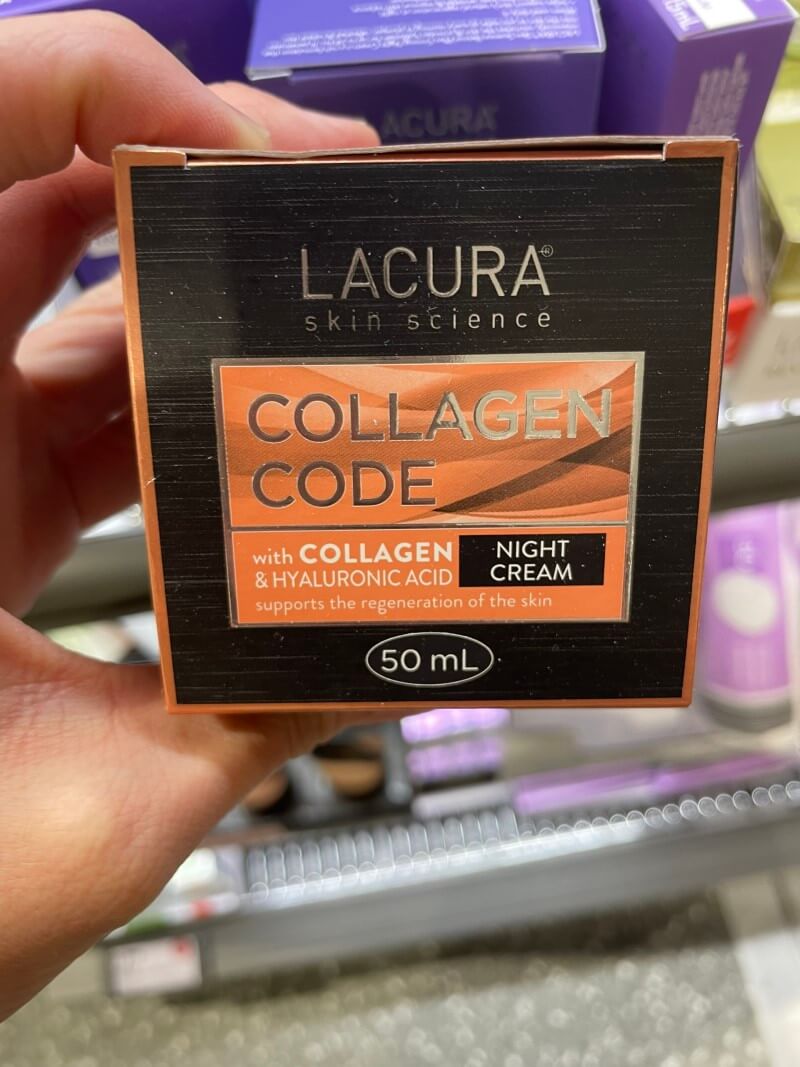 ACURA
LACURA®
skin science
COLLAGEN
CODE
with COLLAGEN
& HYALURONIC ACID
NIGHT
CREAM
supports the regeneration of the skin
50 mL